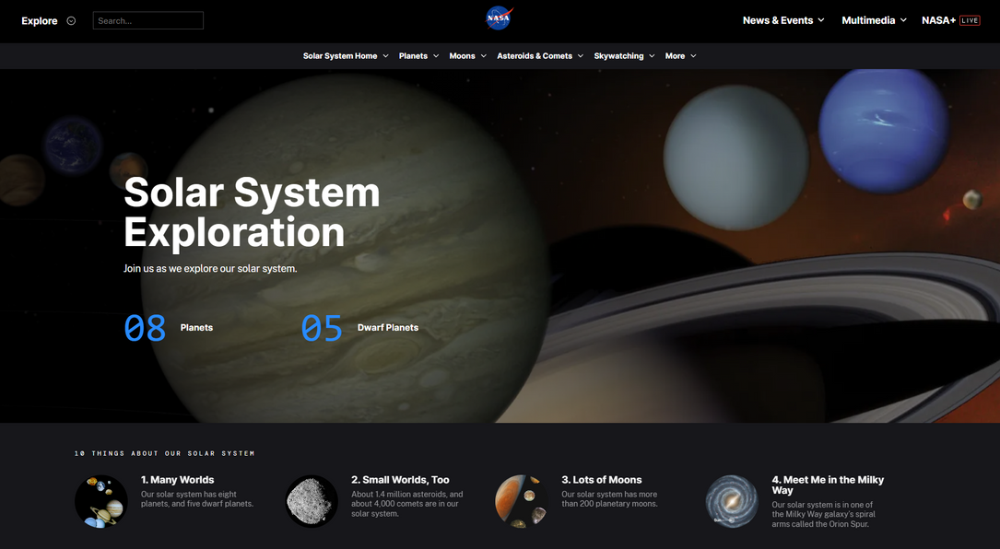 Explore
Search...
NASA
News & Events
Multimedia
NASA+ LIVE
Solar System Home
Planets
Moons
Asteroids & Comets
Skywatching
More
Solar System
Exploration
Join us as we explore our solar system.
08 Planets
05 Dwarf Planets
10 THINGS ABOUT OUR SOLAR SYSTEM
1. Many Worlds
Our solar system has eight
planets, and five dwarf planets.
2. Small Worlds, Too
About 1.4 million asteroids, and
about 4,000 comets are in our
solar system.
3. Lots of Moons
Our solar system has more
than 200 planetary moons.
4. Meet Me in the Milky
Way
Our solar system is in one of
the Milky Way galaxy's spiral
arms called the Orion Spur.